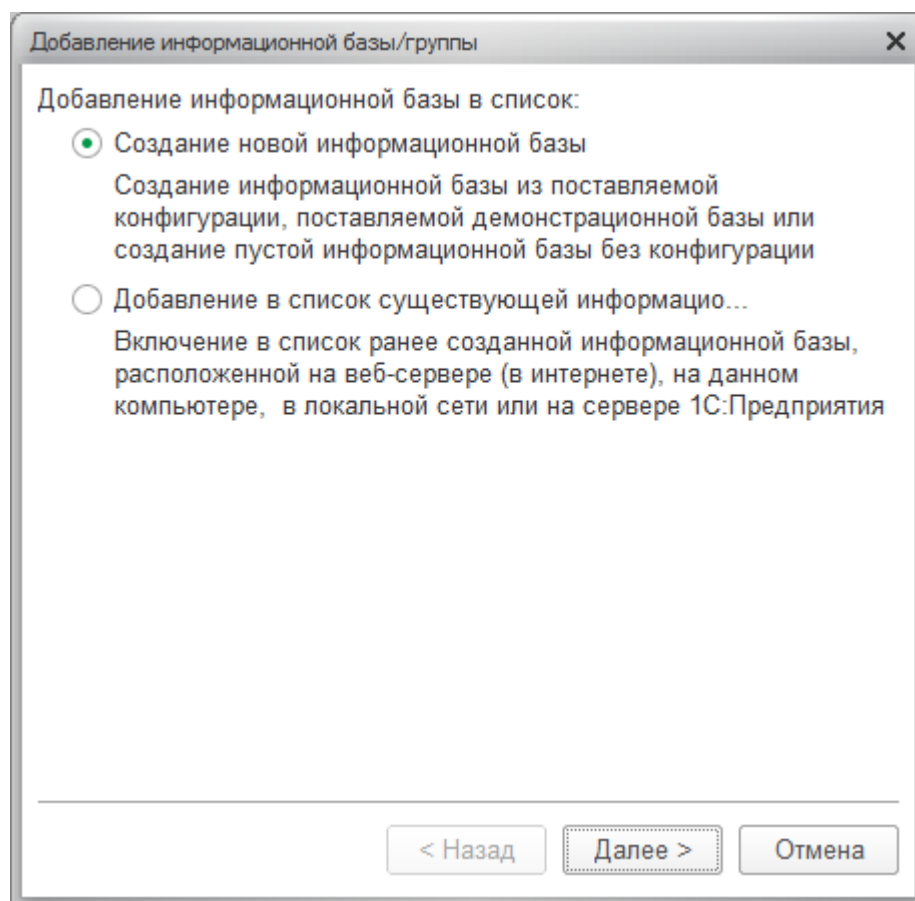 Добавление информационной базы/группы
Добавление информационной базы в список:
Создание новой информационной базы
Создание информационной базы из поставляемой
конфигурации, поставляемой демонстрационной базы или
создание пустой информационной базы без конфигурации
Добавление в список существующей информацио...
Включение в список ранее созданной информационной базы,
расположенной на веб-сервере (в интернете), на данном
компьютере,  в локальной сети или на сервере 1С:Предприятия
< Назад Далее > Отмена